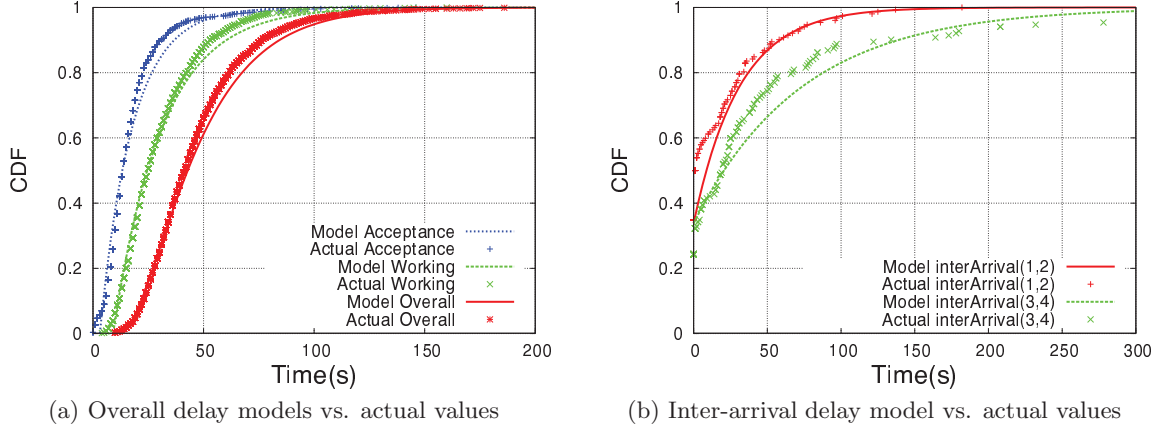 1
0.8
0.6
0.4
0.2
0
CDF
Model Acceptance
Actual Acceptance
Model Working
Actual Working
Model Overall
Actual Overall
0 50 100 150 200
Time(s)
(a) Overall delay models vs. actual values
1
0.8
0.6
0.4
0.2
0
CDF
Model interArrival(1,2)
Actual interArrival(1,2)
Model interArrival(3,4)
Actual interArrival(3,4)
0 50 100 150 200 250 300
Time(s)
(b) Inter-arrival delay model vs. actual values